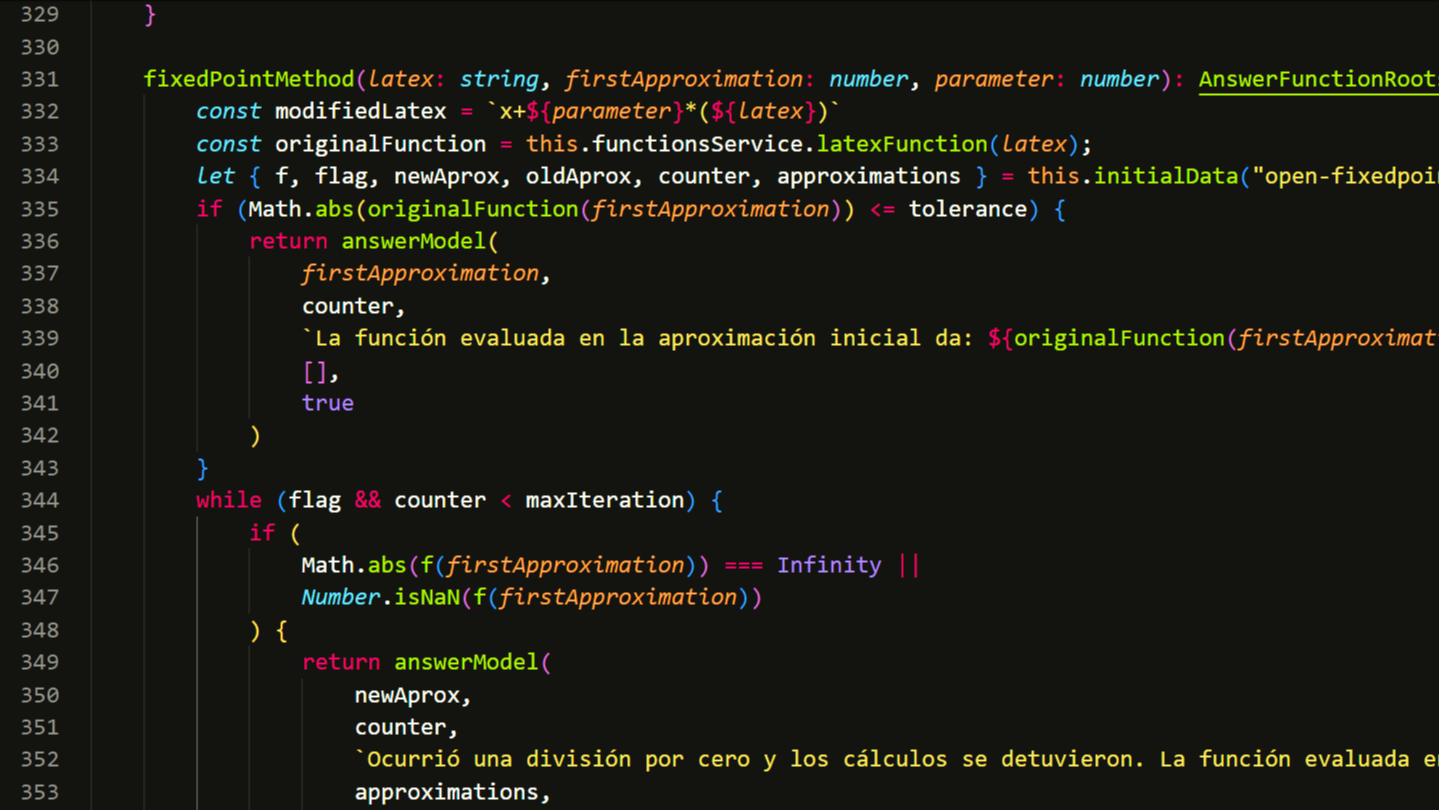 329 }
330
331 fixedPointMethod(latex: string, firstApproximation: number, parameter: number): AnswerFunctionRoot
332 const modifiedLatex = `x+${parameter}*(${latex})`
333 const originalFunction = this.functionsService.latexFunction(latex);
334 let { f, flag, newAprox, oldAprox, counter, approximations } = this.initialData("open-fixedpoi
335 if (Math.abs(originalFunction(firstApproximation)) <= tolerance) {
336 return answerModel(
337 firstApproximation,
338 counter,
339 `La función evaluada en la aproximación inicial da: ${originalFunction(firstApproximat
340 [],
341 true
342 )
343 }
344 while (flag && counter < maxIteration) {
345 if (
346 Math.abs(f(firstApproximation)) === Infinity ||
347 Number.isNaN(f(firstApproximation))
348 ) {
349 return answerModel(
350 newAprox,
351 counter,
352 `Ocurrió una división por cero y los cálculos se detuvieron. La función evaluada e
353 approximations,